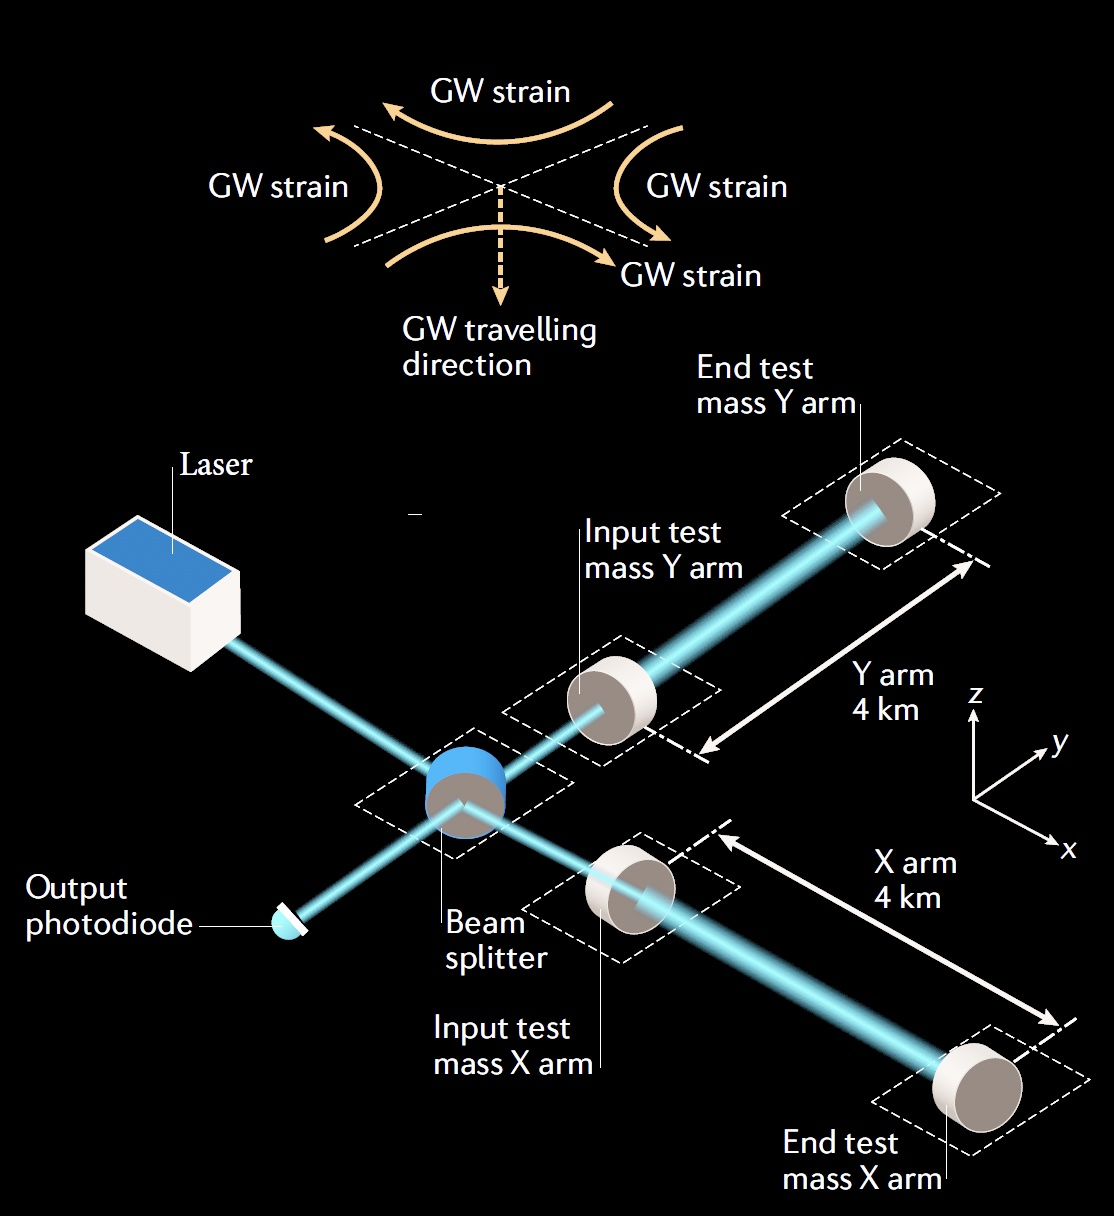 GW strain
GW strain
GW strain
GW strain
GW travelling
direction
End test
mass Y arm
Laser
Input test
mass Y arm
Y arm
4 km
z
y
x
X arm
4 km
Output
photodiode
Beam
splitter
Input test
mass X arm
End test
mass X arm